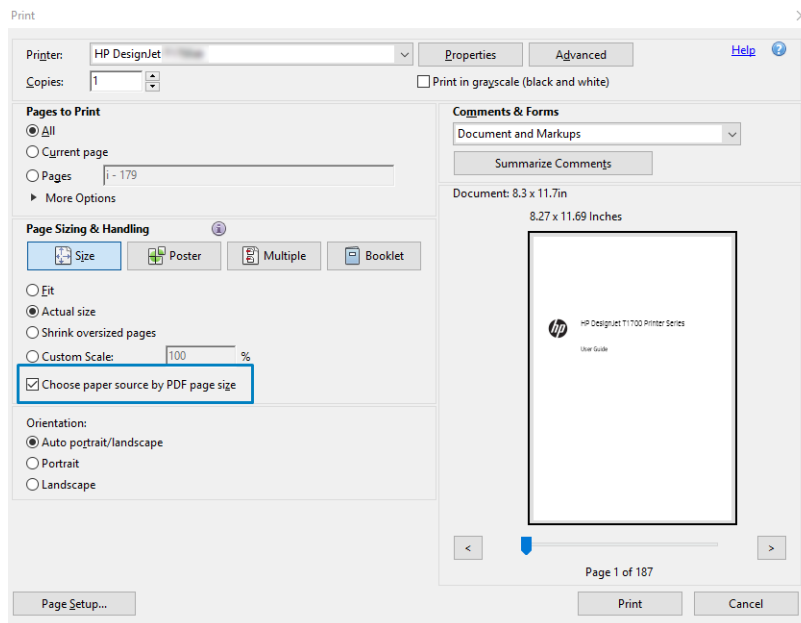 Print
Printer: HP DesignJet
Properties
Advanced
Help
Copies: 1
Print in grayscale (black and white)
Pages to Print
All
Current page
Pages i - 179
More Options
Page Sizing & Handling
Size
Poster
Multiple
Booklet
Fit
Actual size
Shrink oversized pages
Custom Scale: 100 %
Choose paper source by PDF page size
Orientation:
Auto portrait/landscape
Portrait
Landscape
Comments & Forms
Document and Markups
Summarize Comments
Document: 8.3 x 11.7in
8.27 x 11.69 Inches
hp
HP DesignJet T1700 Printer Series
User Guide
<
>
Page 1 of 187
Page Setup...
Print
Cancel